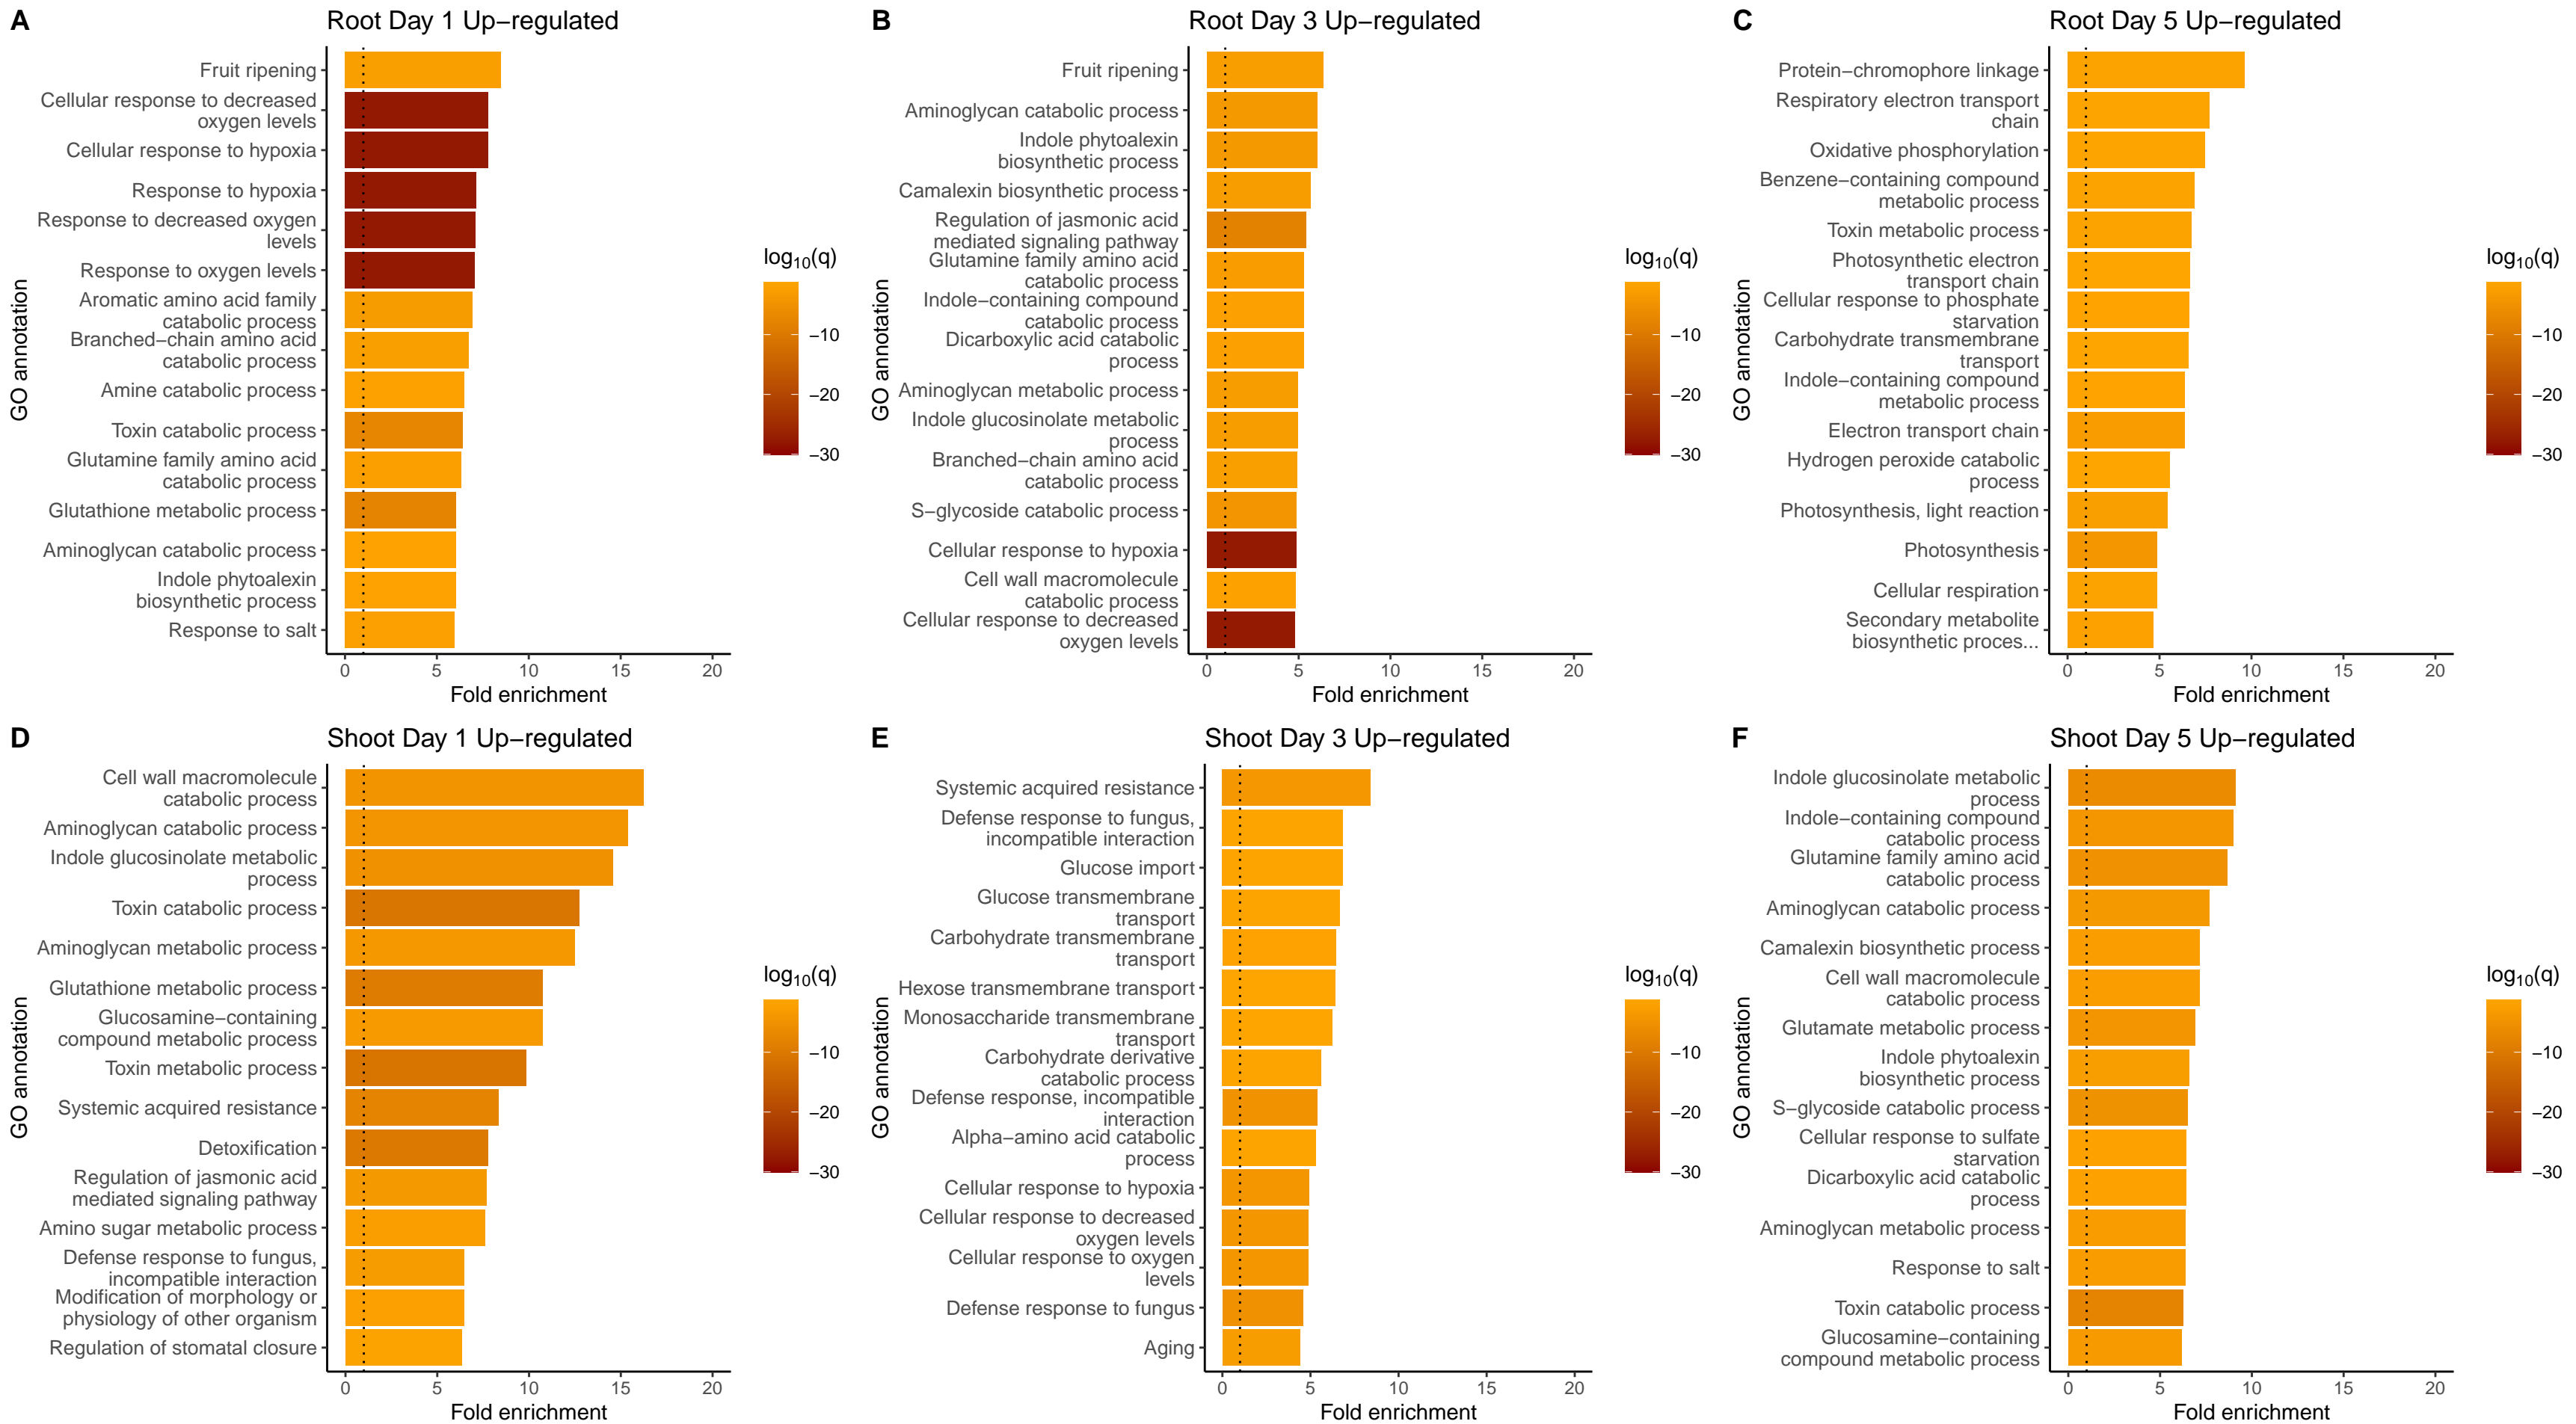 A
Root Day 1 Up−regulated
GO annotation
Fruit ripening
Cellular response to decreased
oxygen levels
Cellular response to hypoxia
Response to hypoxia
Response to decreased oxygen
levels
Response to oxygen levels
Aromatic amino acid family
catabolic process
Branched−chain amino acid
catabolic process
Amine catabolic process
Toxin catabolic process
Glutamine family amino acid
catabolic process
Glutathione metabolic process
Aminoglycan catabolic process
Indole phytoalexin
biosynthetic process
Response to salt
0 5 10 15 20
Fold enrichment
log10(q)
−10
−20
−30
B
Root Day 3 Up−regulated
GO annotation
Fruit ripening
Aminoglycan catabolic process
Indole phytoalexin
biosynthetic process
Camalexin biosynthetic process
Regulation of jasmonic acid
mediated signaling pathway
Glutamine family amino acid
catabolic process
Indole−containing compound
catabolic process
Dicarboxylic acid catabolic
process
Aminoglycan metabolic process
Indole glucosinolate metabolic
process
Branched−chain amino acid
catabolic process
S−glycoside catabolic process
Cellular response to hypoxia
Cell wall macromolecule
catabolic process
Cellular response to decreased
oxygen levels
0 5 10 15 20
Fold enrichment
log10(q)
−10
−20
−30
C
Root Day 5 Up−regulated
GO annotation
Protein−chromophore linkage
Respiratory electron transport
chain
Oxidative phosphorylation
Benzene−containing compound
metabolic process
Toxin metabolic process
Photosynthetic electron
transport chain
Cellular response to phosphate
starvation
Carbohydrate transmembrane
transport
Indole−containing compound
metabolic process
Electron transport chain
Hydrogen peroxide catabolic
process
Photosynthesis, light reaction
Photosynthesis
Cellular respiration
Secondary metabolite
biosynthetic proces...
0 5 10 15 20
Fold enrichment
log10(q)
−10
−20
−30
D
Shoot Day 1 Up−regulated
GO annotation
Cell wall macromolecule
catabolic process
Aminoglycan catabolic process
Indole glucosinolate metabolic
process
Toxin catabolic process
Aminoglycan metabolic process
Glutathione metabolic process
Glucosamine−containing
compound metabolic process
Toxin metabolic process
Systemic acquired resistance
Detoxification
Regulation of jasmonic acid
mediated signaling pathway
Amino sugar metabolic process
Defense response to fungus,
incompatible interaction
Modification of morphology or
physiology of other organism
Regulation of stomatal closure
0 5 10 15 20
Fold enrichment
log10(q)
−10
−20
−30
E
Shoot Day 3 Up−regulated
GO annotation
Systemic acquired resistance
Defense response to fungus,
incompatible interaction
Glucose import
Glucose transmembrane
transport
Carbohydrate transmembrane
transport
Hexose transmembrane transport
Monosaccharide transmembrane
transport
Carbohydrate derivative
catabolic process
Defense response, incompatible
interaction
Alpha−amino acid catabolic
process
Cellular response to hypoxia
Cellular response to decreased
oxygen levels
Cellular response to oxygen
levels
Defense response to fungus
Aging
0 5 10 15 20
Fold enrichment
log10(q)
−10
−20
−30
F
Shoot Day 5 Up−regulated
GO annotation
Indole glucosinolate metabolic
process
Indole−containing compound
catabolic process
Glutamine family amino acid
catabolic process
Aminoglycan catabolic process
Camalexin biosynthetic process
Cell wall macromolecule
catabolic process
Glutamate metabolic process
Indole phytoalexin
biosynthetic process
S−glycoside catabolic process
Cellular response to sulfate
starvation
Dicarboxylic acid catabolic
process
Aminoglycan metabolic process
Response to salt
Toxin catabolic process
Glucosamine−containing
compound metabolic process
0 5 10 15 20
Fold enrichment
log10(q)
−10
−20
−30